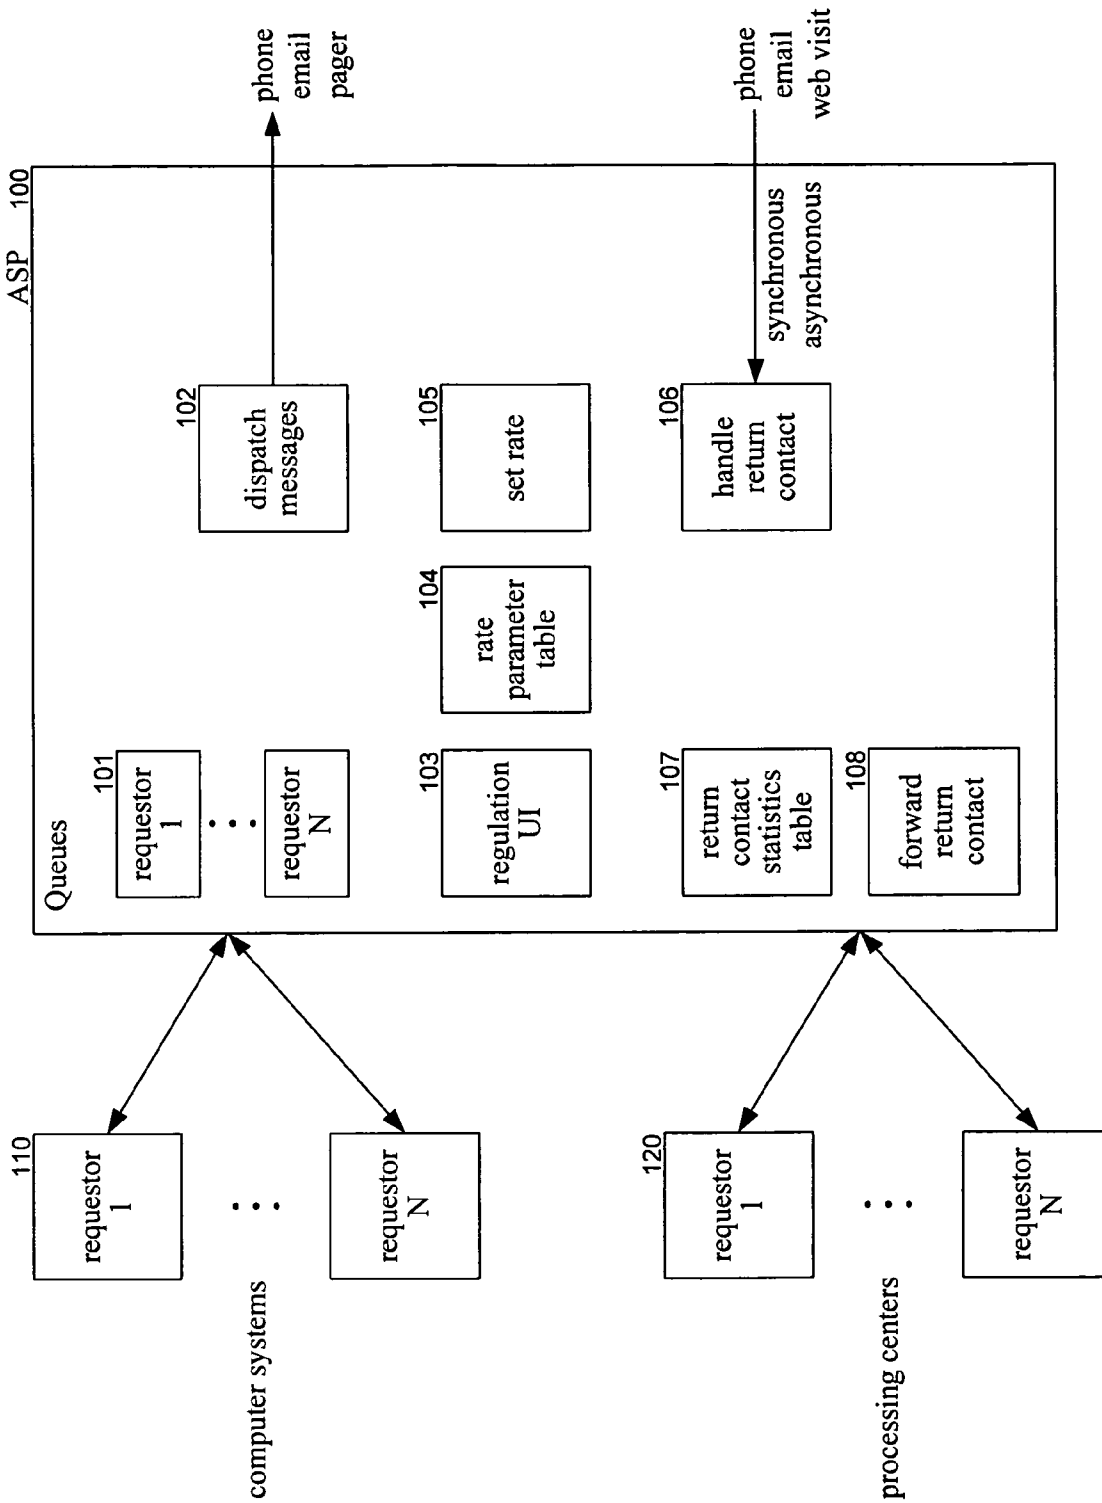 ASP
100
Queues
101
requestor
1
requestor
N
102
dispatch
messages
phone
email
pager
103
regulation
UI
104
rate
parameter
table
105
set rate
106
handle
return
contact
synchronous
asynchronous
phone
email
web visit
107
return
contact
statistics
table
108
forward
return
contact
110
requestor
1
requestor
N
computer systems
120
requestor
1
requestor
N
processing centers